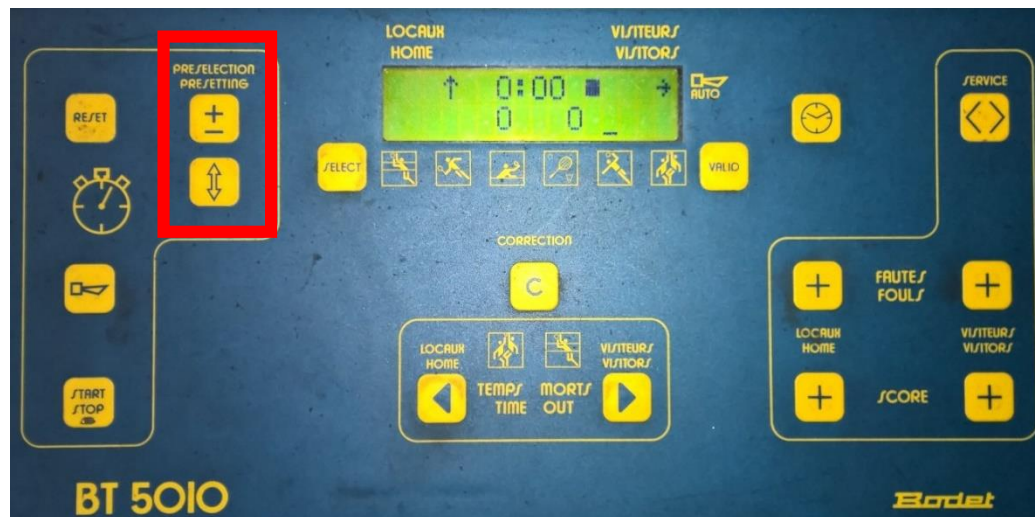 LOCAUX
HOME
VISITEURS
VISITORS
PRESELECTION
PRESETTING
RESET
±
↑ 0:00 →
0 0 _
AUTO
SERVICE
SELECT
VALID
CORRECTION
C
LOCAUX
HOME
VISITEURS
VISITORS
TEMPS MORTS
TIME OUT
START
STOP
+ FAUTES +
FOULS
LOCAUX
HOME
VISITEURS
VISITORS
+ SCORE +
BT 5010
Bodet